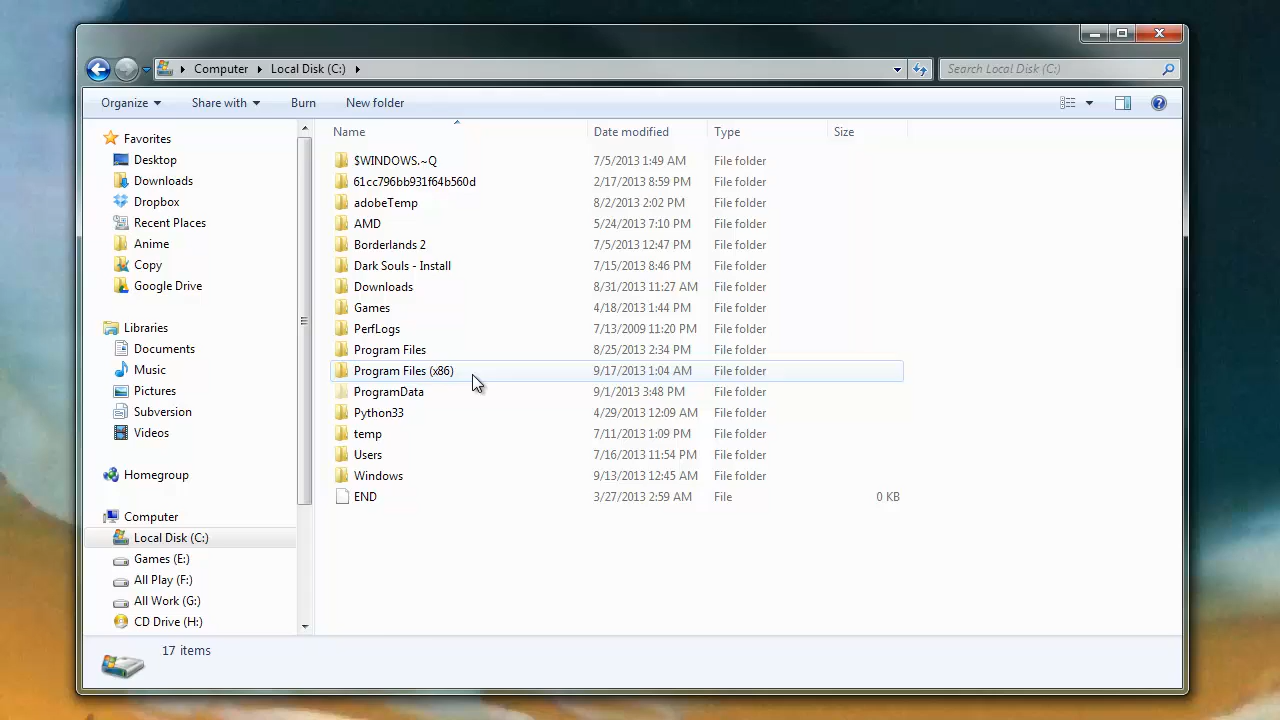 Computer Local Disk (C:) Search Local Disk (C:)
Organize Share with Burn New folder
Name Date modified Type Size
Favorites
Desktop
Downloads
Dropbox
Recent Places
Anime
Copy
Google Drive
Libraries
Documents
Music
Pictures
Subversion
Videos
Homegroup
Computer
Local Disk (C:)
Games (E:)
All Play (F:)
All Work (G:)
CD Drive (H:)
$WINDOWS.~Q 7/5/2013 1:49 AM File folder
61cc796bb931f64b560d 2/17/2013 8:59 PM File folder
adobeTemp 8/2/2013 2:02 PM File folder
AMD 5/24/2013 7:10 PM File folder
Borderlands 2 7/5/2013 12:47 PM File folder
Dark Souls - Install 7/15/2013 8:46 PM File folder
Downloads 8/31/2013 11:27 AM File folder
Games 4/18/2013 1:44 PM File folder
PerfLogs 7/13/2009 11:20 PM File folder
Program Files 8/25/2013 2:34 PM File folder
Program Files (x86) 9/17/2013 1:04 AM File folder
ProgramData 9/1/2013 3:48 PM File folder
Python33 4/29/2013 12:09 AM File folder
temp 7/11/2013 1:09 PM File folder
Users 7/16/2013 11:54 PM File folder
Windows 9/13/2013 12:45 AM File folder
END 3/27/2013 2:59 AM File 0 KB
17 items